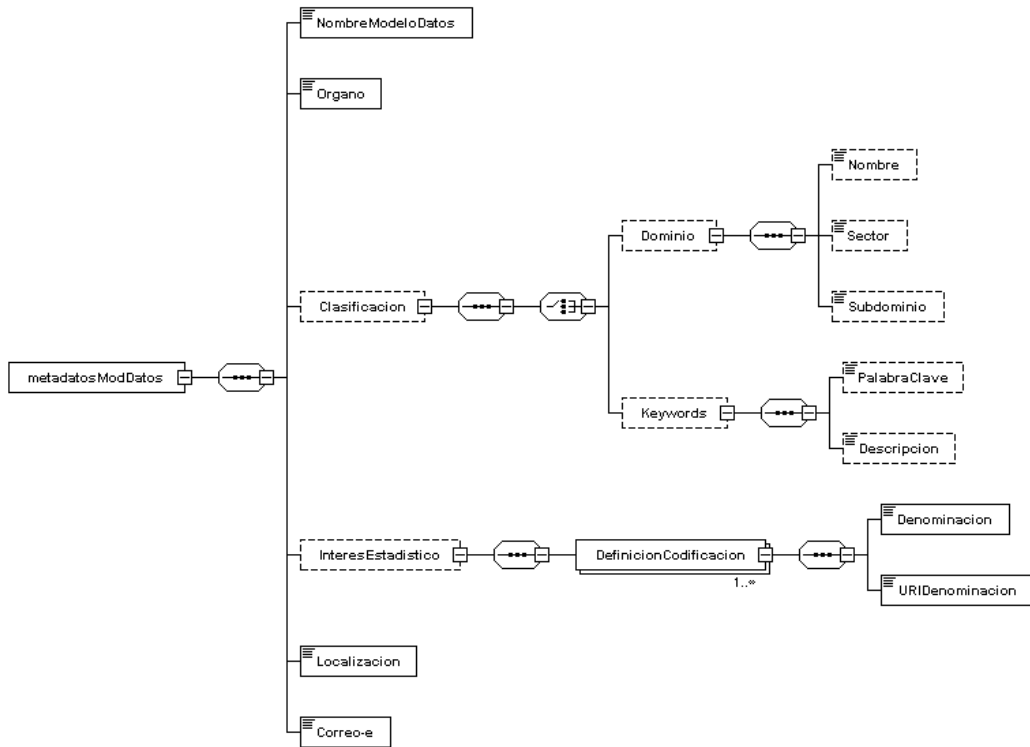 NombreModeloDatos
Organo
Nombre
Dominio
Sector
Clasificacion
Subdominio
metadatosModDatos
PalabraClave
Keywords
Descripcion
Denominacion
InteresEstadistico
DefinicionCodificacion
1..∞
URIDenominacion
Localizacion
Correo-e